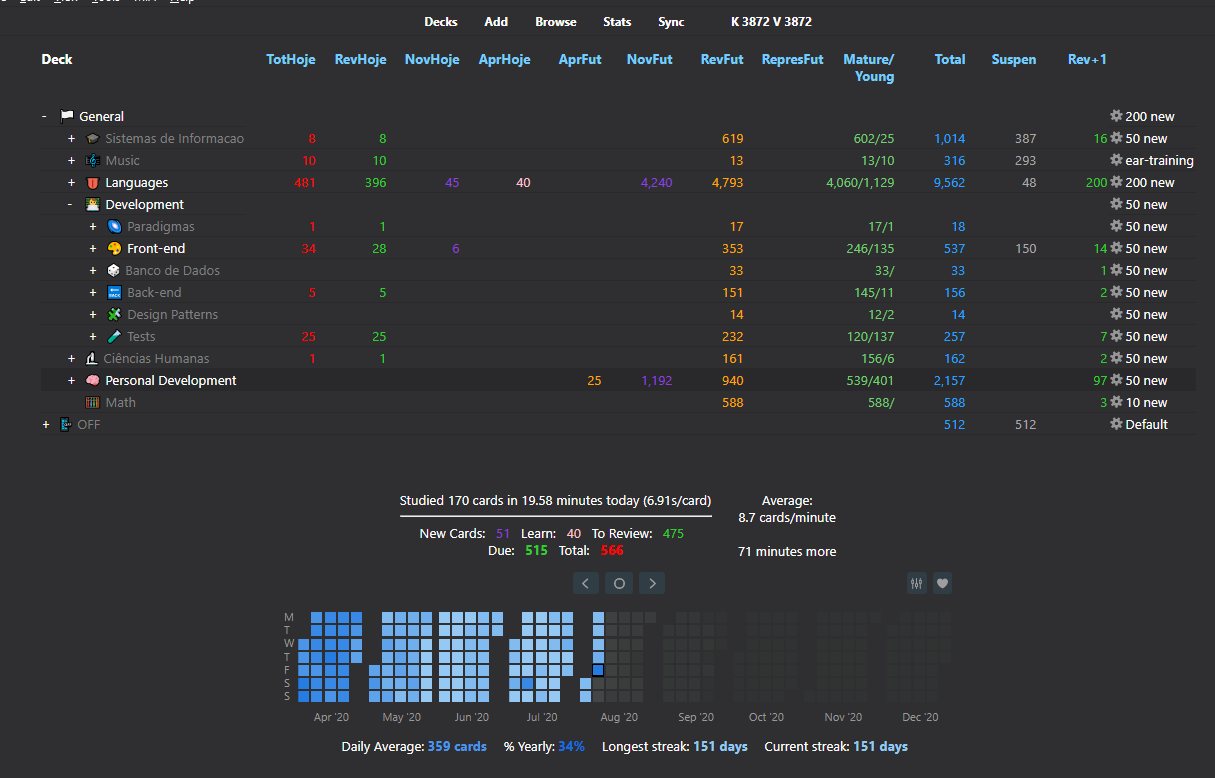 Decks Add Browse Stats Sync K 3872 V 3872
Deck TotHoje RevHoje NovHoje AprHoje AprFut NovFut RevFut RepresFut Mature/ Total Suspen Rev+1
Young
- General 200 new
+ Sistemas de Informacao 8 8 619 602/25 1,014 387 16 50 new
+ Music 10 10 13 13/10 316 293 ear-training
+ Languages 481 396 45 40 4,240 4,793 4,060/1,129 9,562 48 200 200 new
- Development 50 new
+ Paradigmas 1 1 17 17/1 18 50 new
+ Front-end 34 28 6 353 246/135 537 150 14 50 new
+ Banco de Dados 33 33/ 33 1 50 new
+ Back-end 5 5 151 145/11 156 2 50 new
+ Design Patterns 14 12/2 14 50 new
+ Tests 25 25 232 120/137 257 7 50 new
+ Ciências Humanas 1 1 161 156/6 162 2 50 new
+ Personal Development 25 1,192 940 539/401 2,157 97 50 new
Math 588 588/ 588 3 10 new
+ OFF 512 512 Default
Studied 170 cards in 19.58 minutes today (6.91s/card)
Average:
8.7 cards/minute
New Cards: 51 Learn: 40 To Review: 475
Due: 515 Total: 566
71 minutes more
M
T
W
T
F
S
S
Apr '20 May '20 Jun '20 Jul '20 Aug '20 Sep '20 Oct '20 Nov '20 Dec '20
Daily Average: 359 cards % Yearly: 34% Longest streak: 151 days Current streak: 151 days